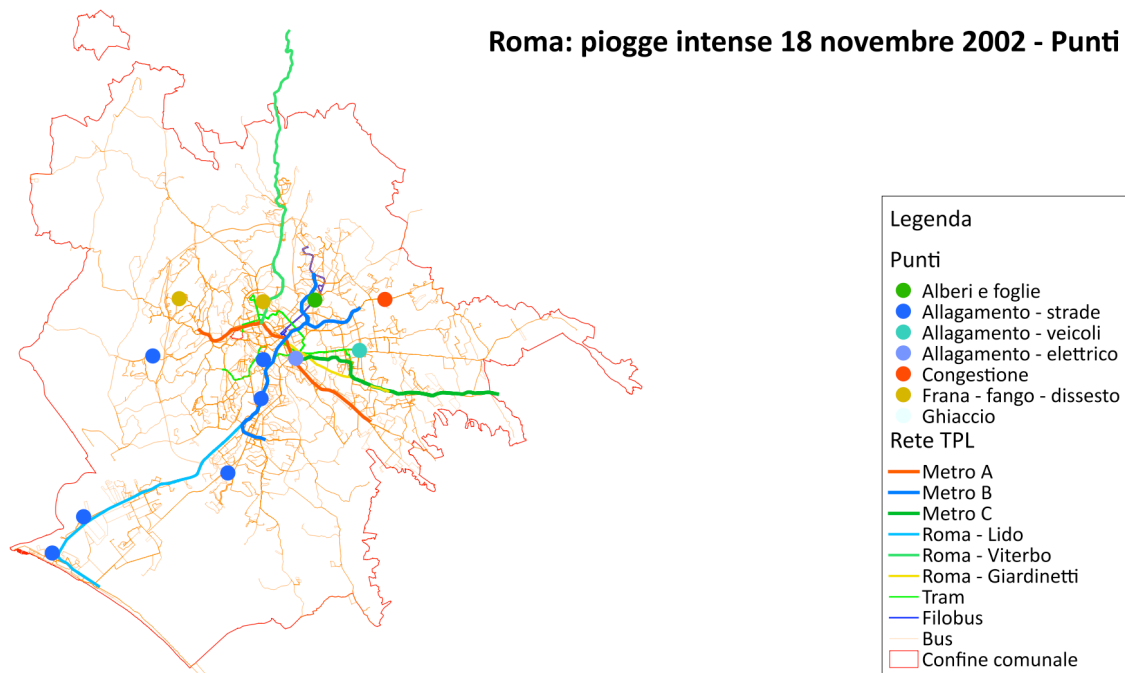 Roma: piogge intense 18 novembre 2002 - Punti
Legenda
Punti
Alberi e foglie
Allagamento - strade
Allagamento - veicoli
Allagamento - elettrico
Congestione
Frana - fango - dissesto
Ghiaccio
Rete TPL
Metro A
Metro B
Metro C
Roma - Lido
Roma - Viterbo
Roma - Giardinetti
Tram
Filobus
Bus
Confine comunale